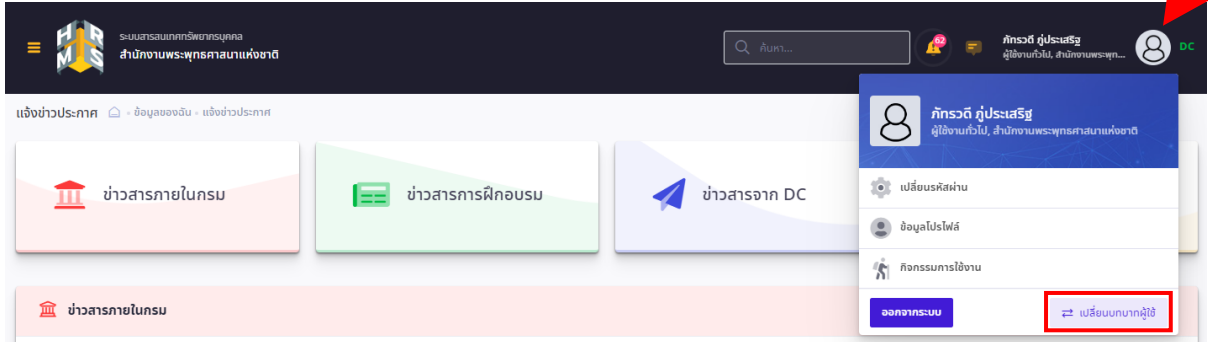 HR
MS
ระบบสารสนเทศทรัพยากรบุคคล
สำนักงานพระพุทธศาสนาแห่งชาติ
ค้นหา...
62
ภัทรวดี ภู่ประเสริฐ
ผู้ใช้งานทั่วไป, สำนักงานพระพุท...
DC
แจ้งข่าวประกาศ
ข้อมูลของฉัน
แจ้งข่าวประกาศ
ข่าวสารภายในกรม
ข่าวสารการฝึกอบรม
ข่าวสารจาก DC
ภัทรวดี ภู่ประเสริฐ
ผู้ใช้งานทั่วไป, สำนักงานพระพุทธศาสนาแห่งชาติ
เปลี่ยนรหัสผ่าน
ข้อมูลโปรไฟล์
กิจกรรมการใช้งาน
ออกจากระบบ
เปลี่ยนบทบาทผู้ใช้
ข่าวสารภายในกรม